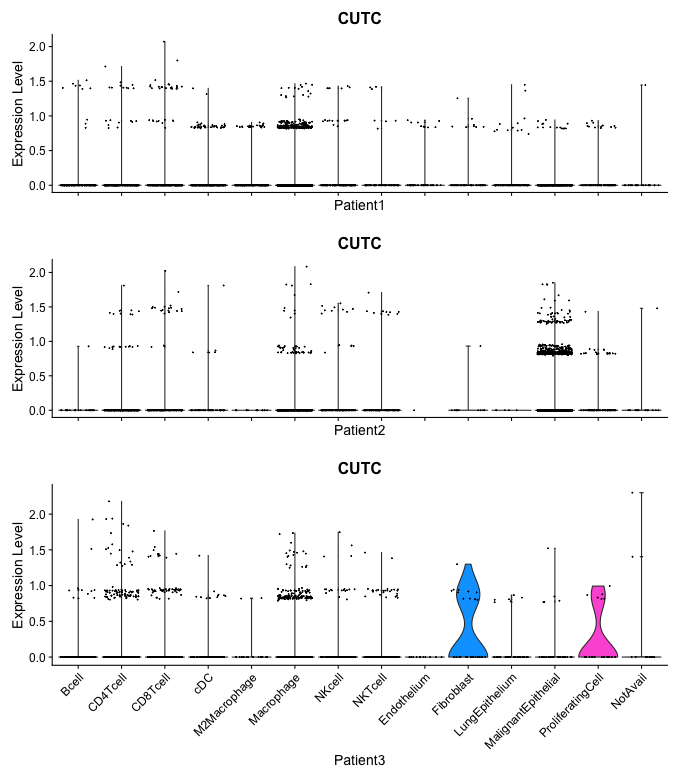 CUTC
Expression Level
2.0
1.5
1.0
0.5
0.0
Patient1
CUTC
Expression Level
2.0
1.5
1.0
0.5
0.0
Patient2
CUTC
Expression Level
2.0
1.5
1.0
0.5
0.0
Bcell
CD4Tcell
CD8Tcell
cDC
M2Macrophage
Macrophage
NKcell
NKTcell
Endothelium
Fibroblast
LungEpithelium
MalignantEpithelial
ProliferatingCell
NotAvail
Patient3